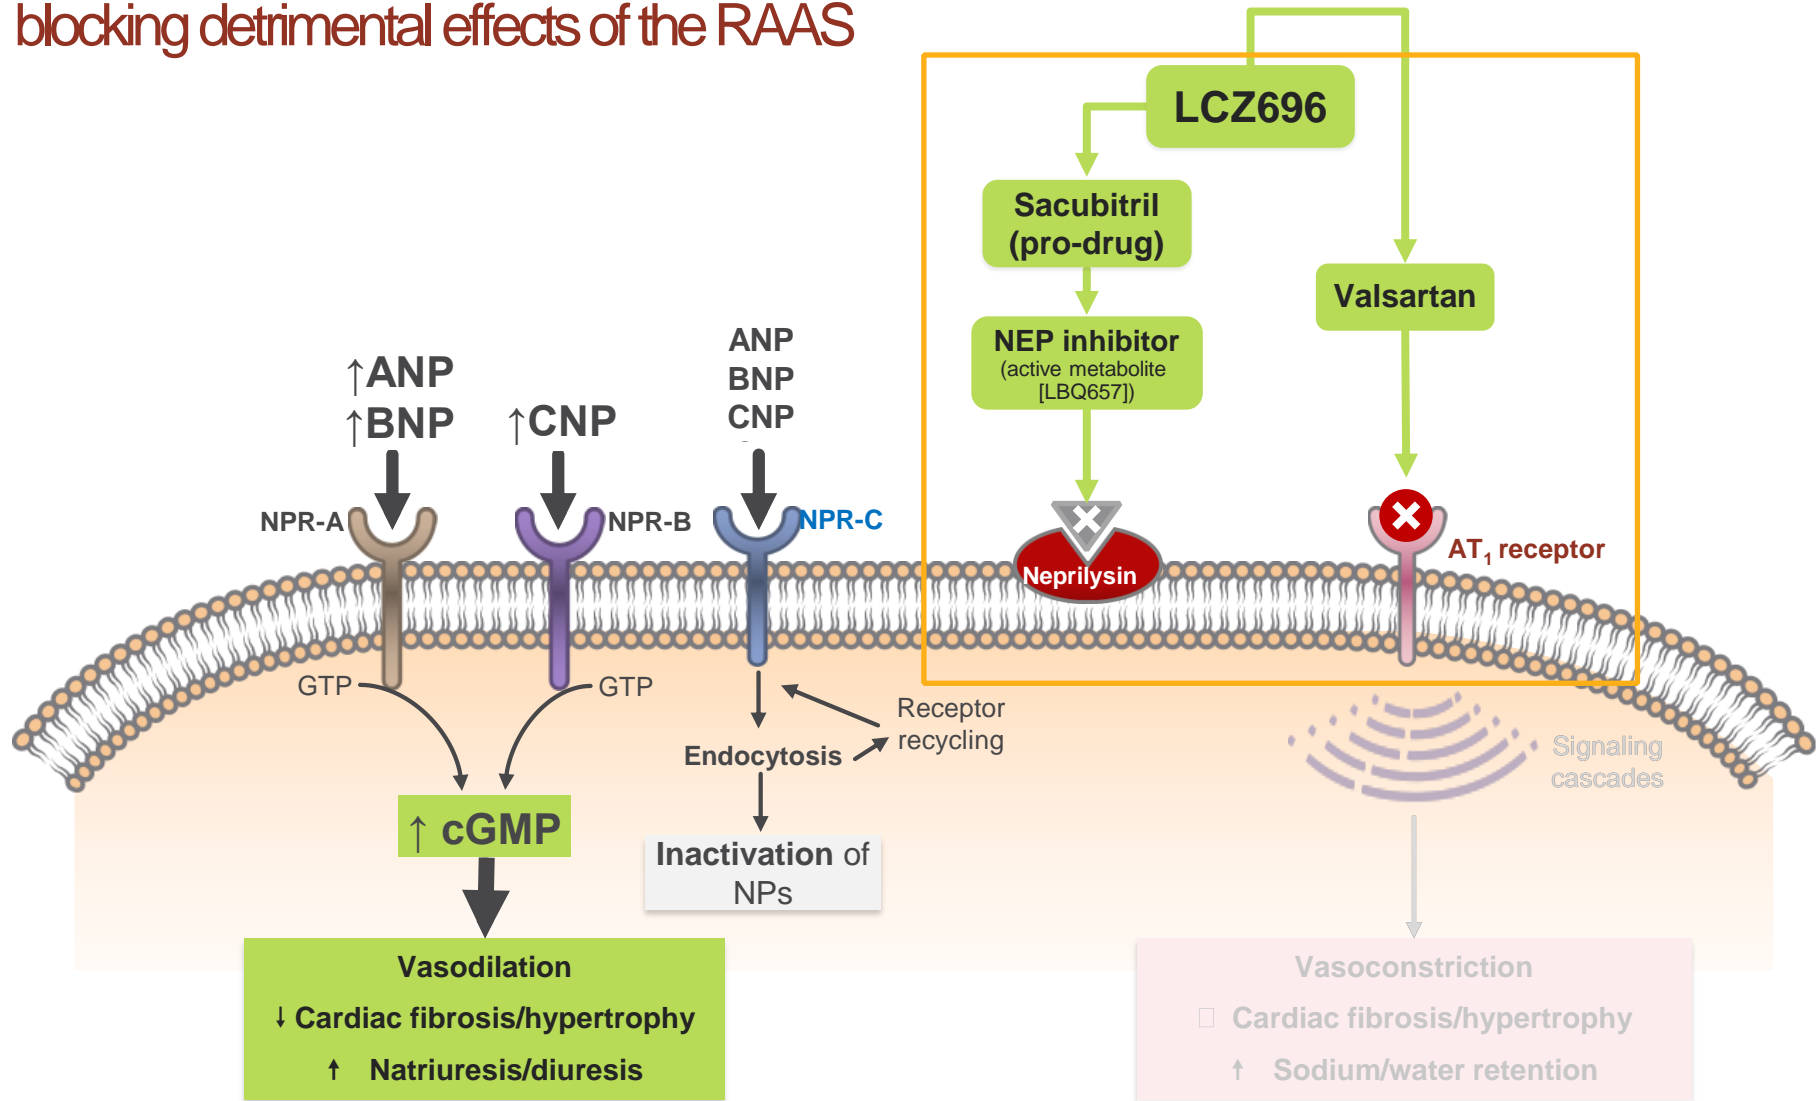 blocking detrimental effects of the RAAS
LCZ696
Sacubitril
(pro-drug)
Valsartan
NEP inhibitor
(active metabolite
[LBQ657])
↑ANP
↑BNP
↑CNP
ANP
BNP
CNP
NPR-A
NPR-B
NPR-C
Neprilysin
AT1 receptor
GTP
GTP
Receptor
recycling
Endocytosis
Signaling
cascades
↑ cGMP
Inactivation of
NPs
Vasodilation
↓ Cardiac fibrosis/hypertrophy
↑ Natriuresis/diuresis
Vasoconstriction
□ Cardiac fibrosis/hypertrophy
↑ Sodium/water retention